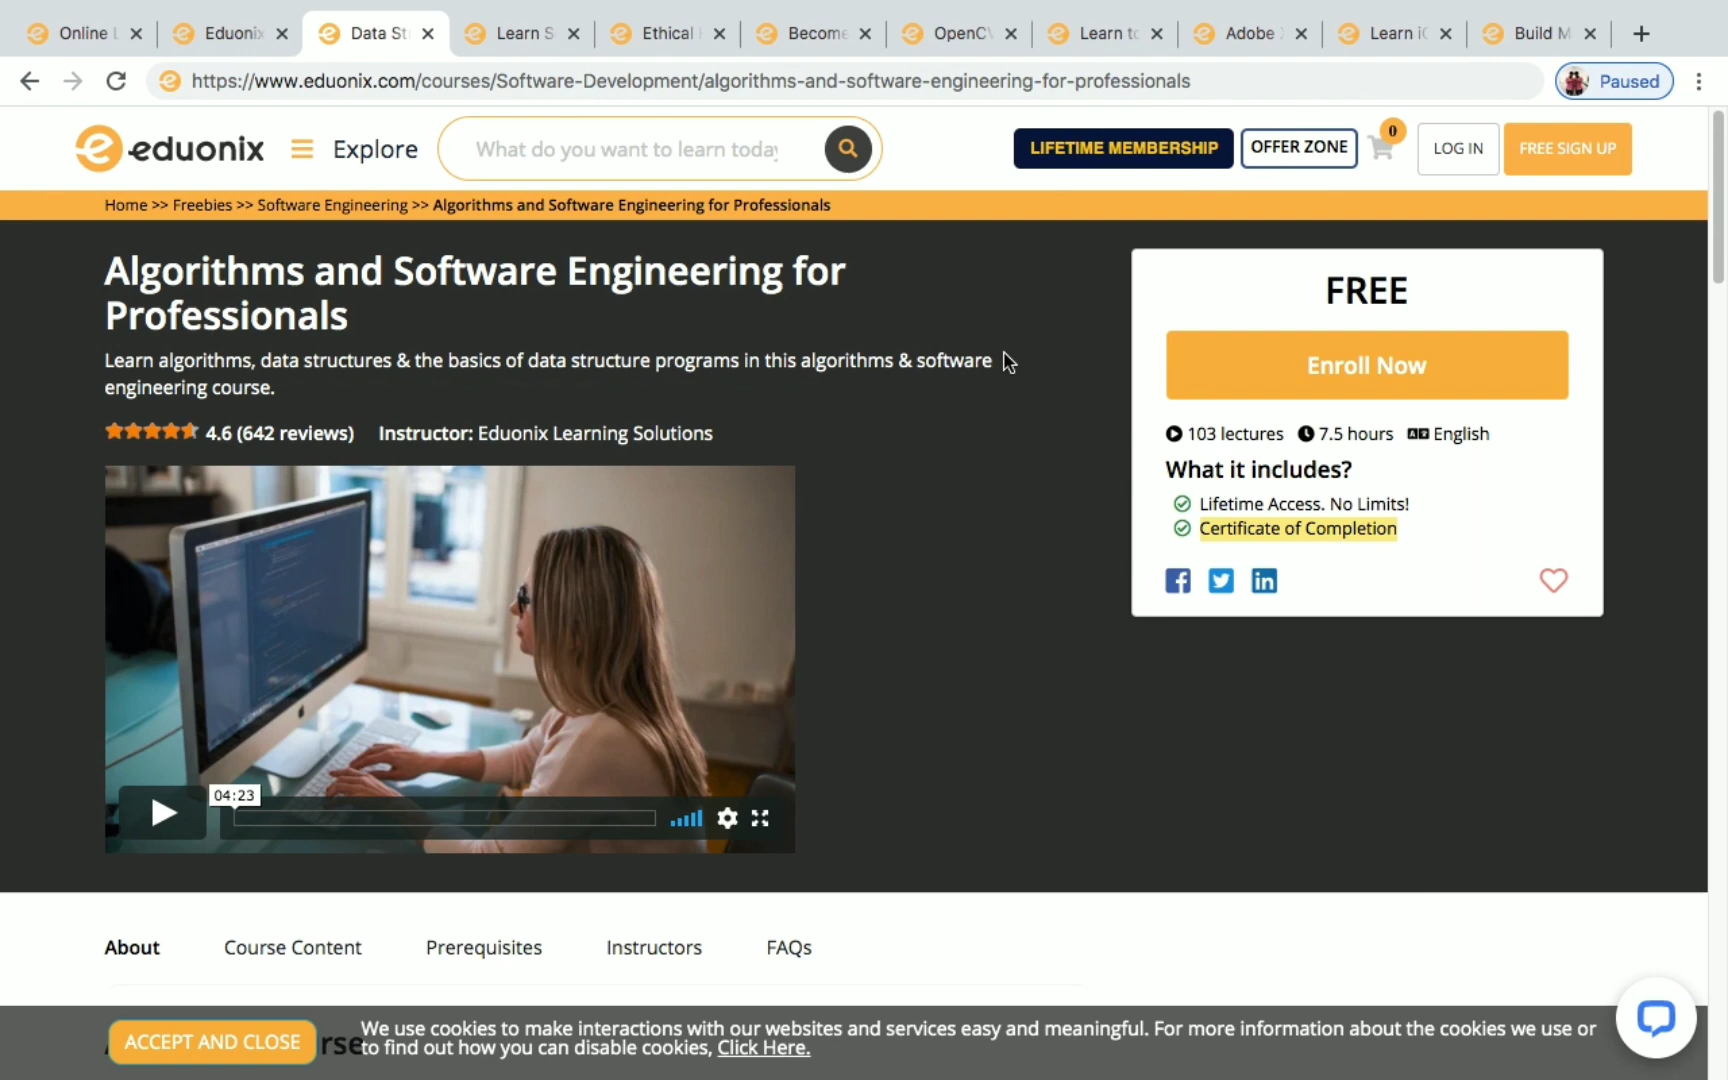 Online
Eduonix
Data St
Learn S
Ethical
Become
OpenCV
Learn to
Adobe
Learn iO
Build M
https://www.eduonix.com/courses/Software-Development/algorithms-and-software-engineering-for-professionals
Paused
eduonix
Explore
What do you want to learn today
LIFETIME MEMBERSHIP
OFFER ZONE
0
LOG IN
FREE SIGN UP
Home >> Freebies >> Software Engineering >> Algorithms and Software Engineering for Professionals
Algorithms and Software Engineering for
Professionals
Learn algorithms, data structures & the basics of data structure programs in this algorithms & software
engineering course.
4.6 (642 reviews) Instructor: Eduonix Learning Solutions
FREE
Enroll Now
103 lectures 7.5 hours English
What it includes?
Lifetime Access. No Limits!
Certificate of Completion
04:23
About
Course Content
Prerequisites
Instructors
FAQs
ACCEPT AND CLOSE
We use cookies to make interactions with our websites and services easy and meaningful. For more information about the cookies we use or
to find out how you can disable cookies, Click Here.